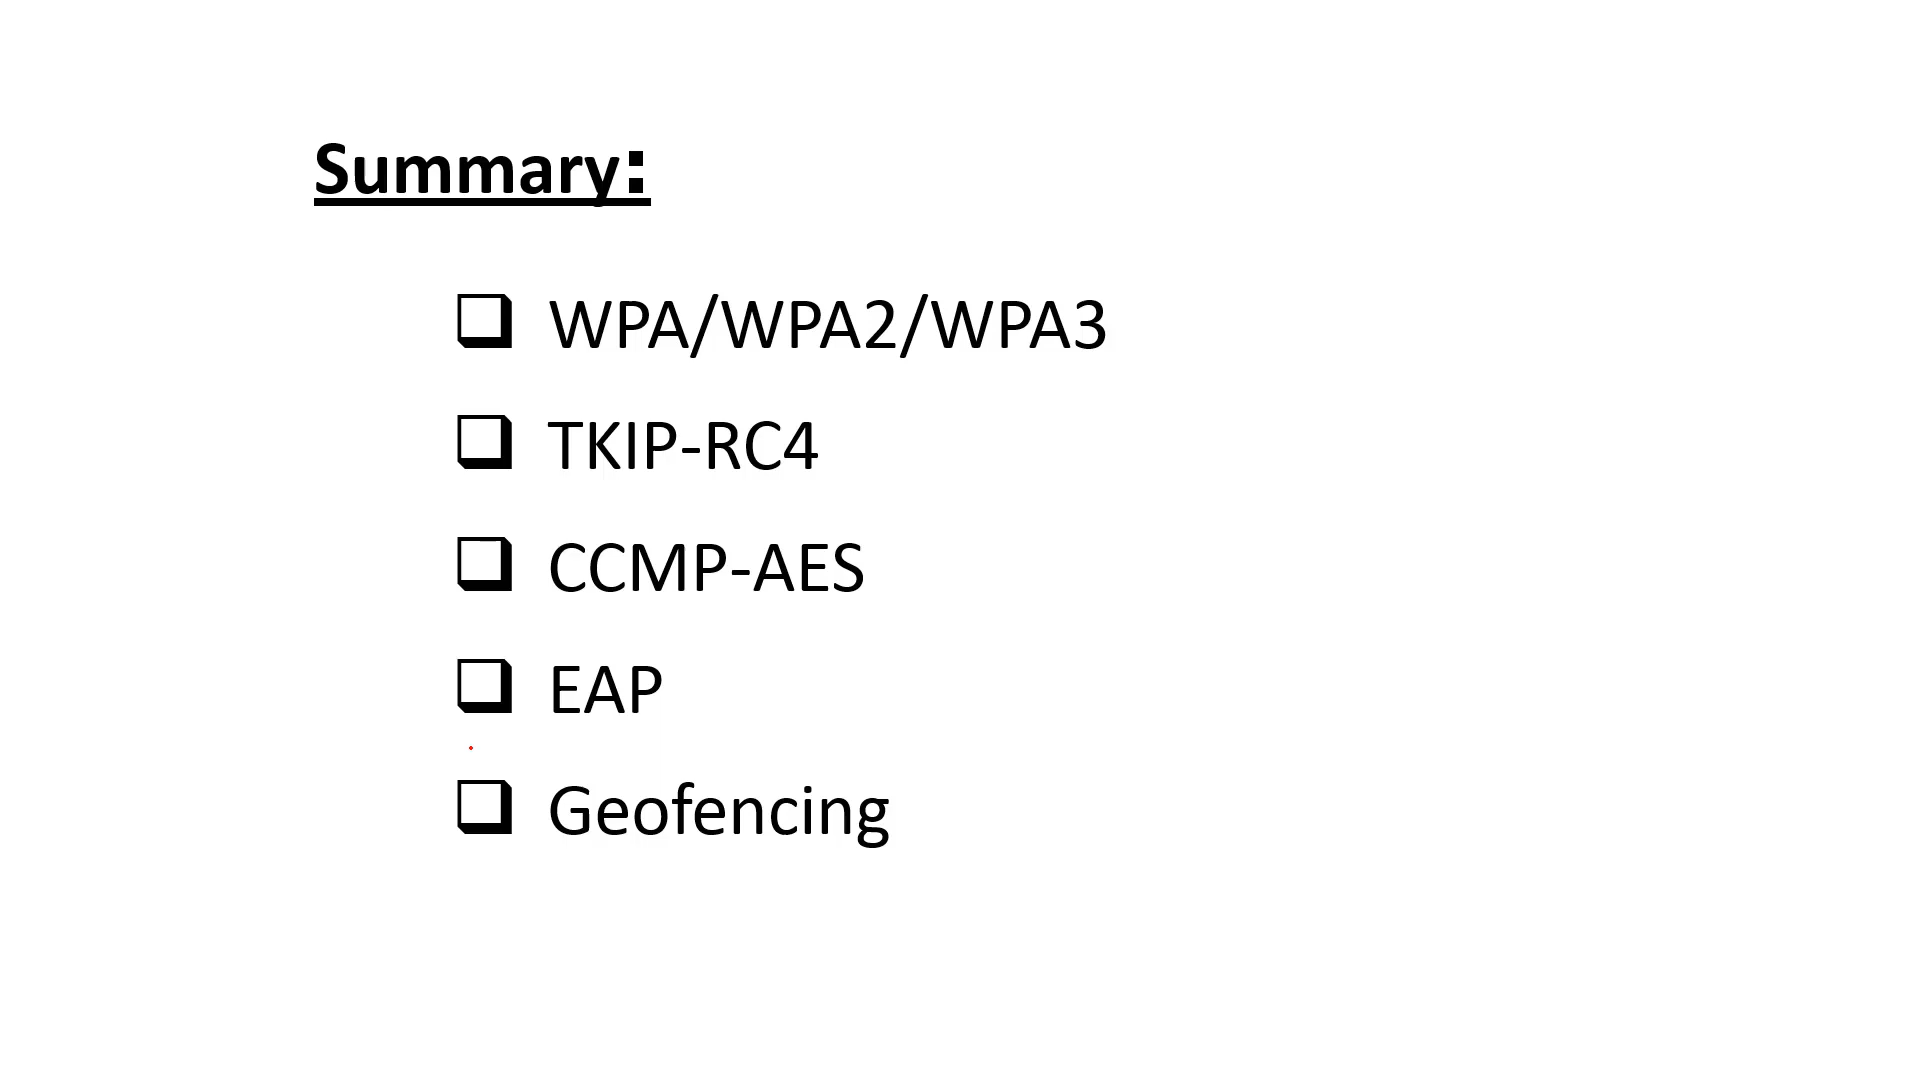 Summary:
WPA/WPA2/WPA3
TKIP-RC4
CCMP-AES
EAP
Geofencing